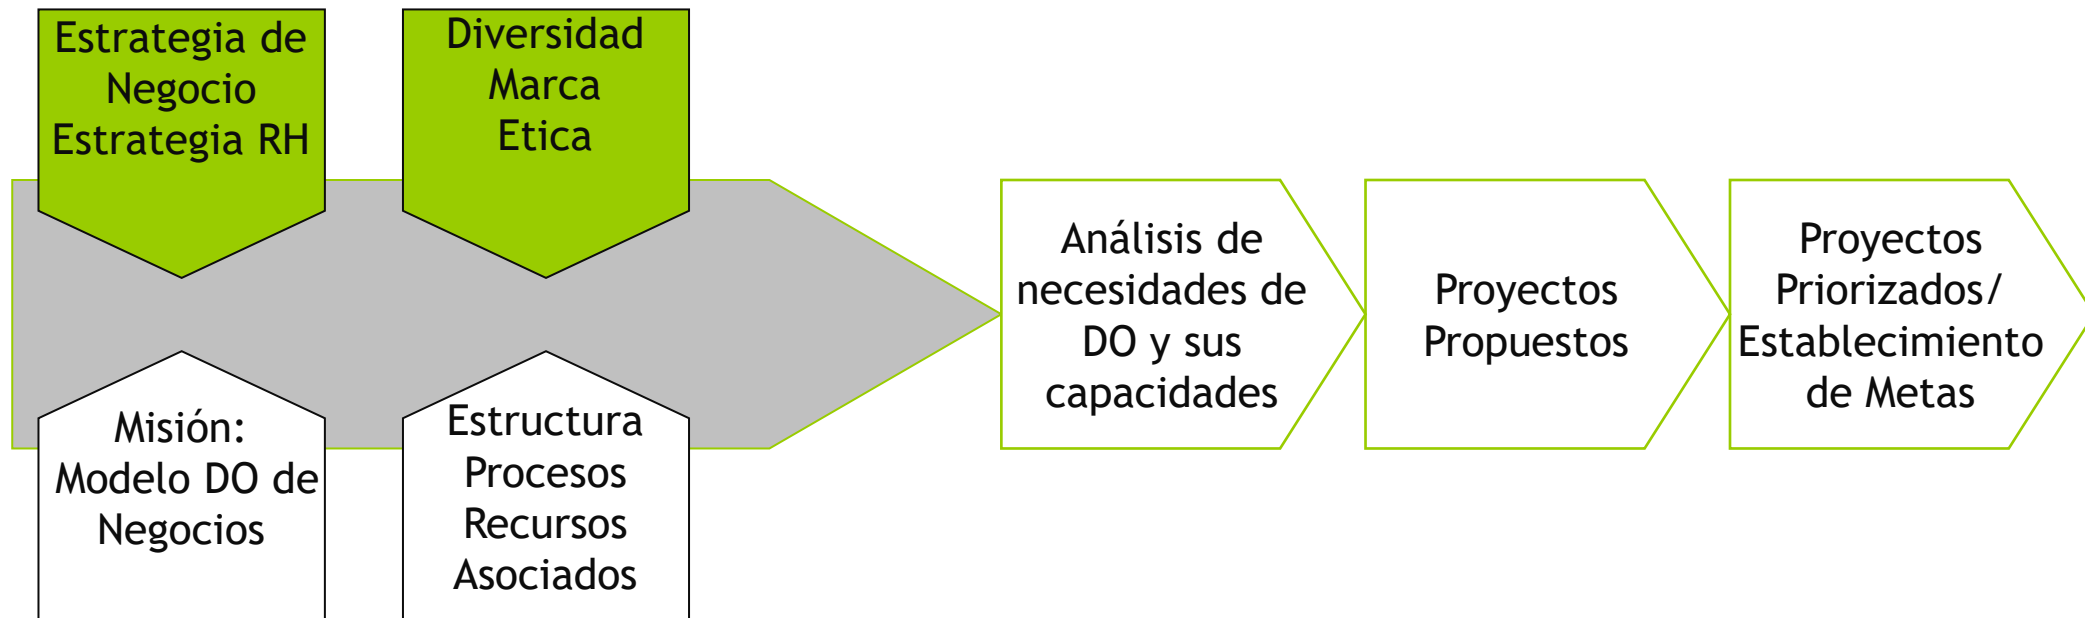 Estrategia de
Negocio
Estrategia RH
Diversidad
Marca
Etica
Misión:
Modelo DO de
Negocios
Estructura
Procesos
Recursos
Asociados
Análisis de
necesidades de
DO y sus
capacidades
Proyectos
Propuestos
Proyectos
Priorizados/
Establecimiento
de Metas